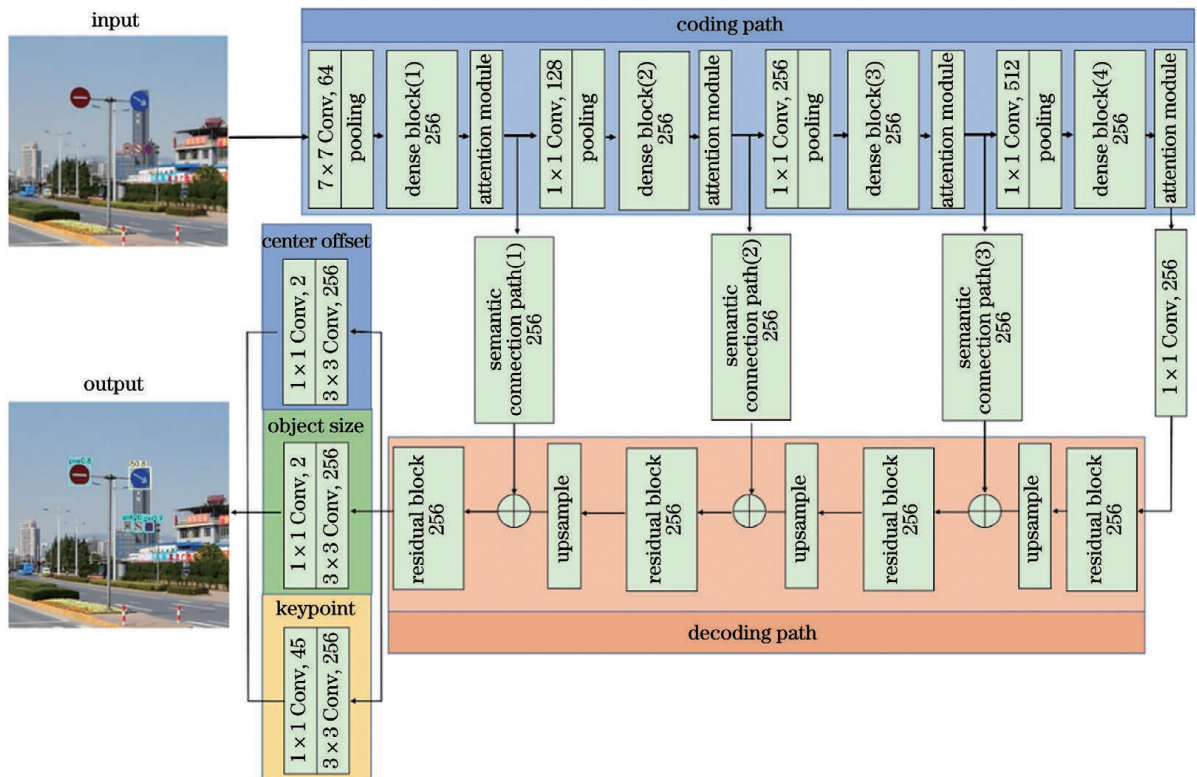 input
coding path
7 × 7 Conv, 64
pooling
dense block(1)
256
attention module
1 × 1 Conv, 128
pooling
dense block(2)
256
attention module
1 × 1 Conv, 256
pooling
dense block(3)
256
attention module
1 × 1 Conv, 512
pooling
dense block(4)
256
attention module
semantic
connection path(1)
256
semantic
connection path(2)
256
semantic
connection path(3)
256
1 × 1 Conv, 256
center offset
1 × 1 Conv, 2
3 × 3 Conv, 256
output
object size
1 × 1 Conv, 2
3 × 3 Conv, 256
keypoint
1 × 1 Conv, 45
3 × 3 Conv, 256
residual block
256
upsample
residual block
256
upsample
residual block
256
upsample
residual block
256
decoding path